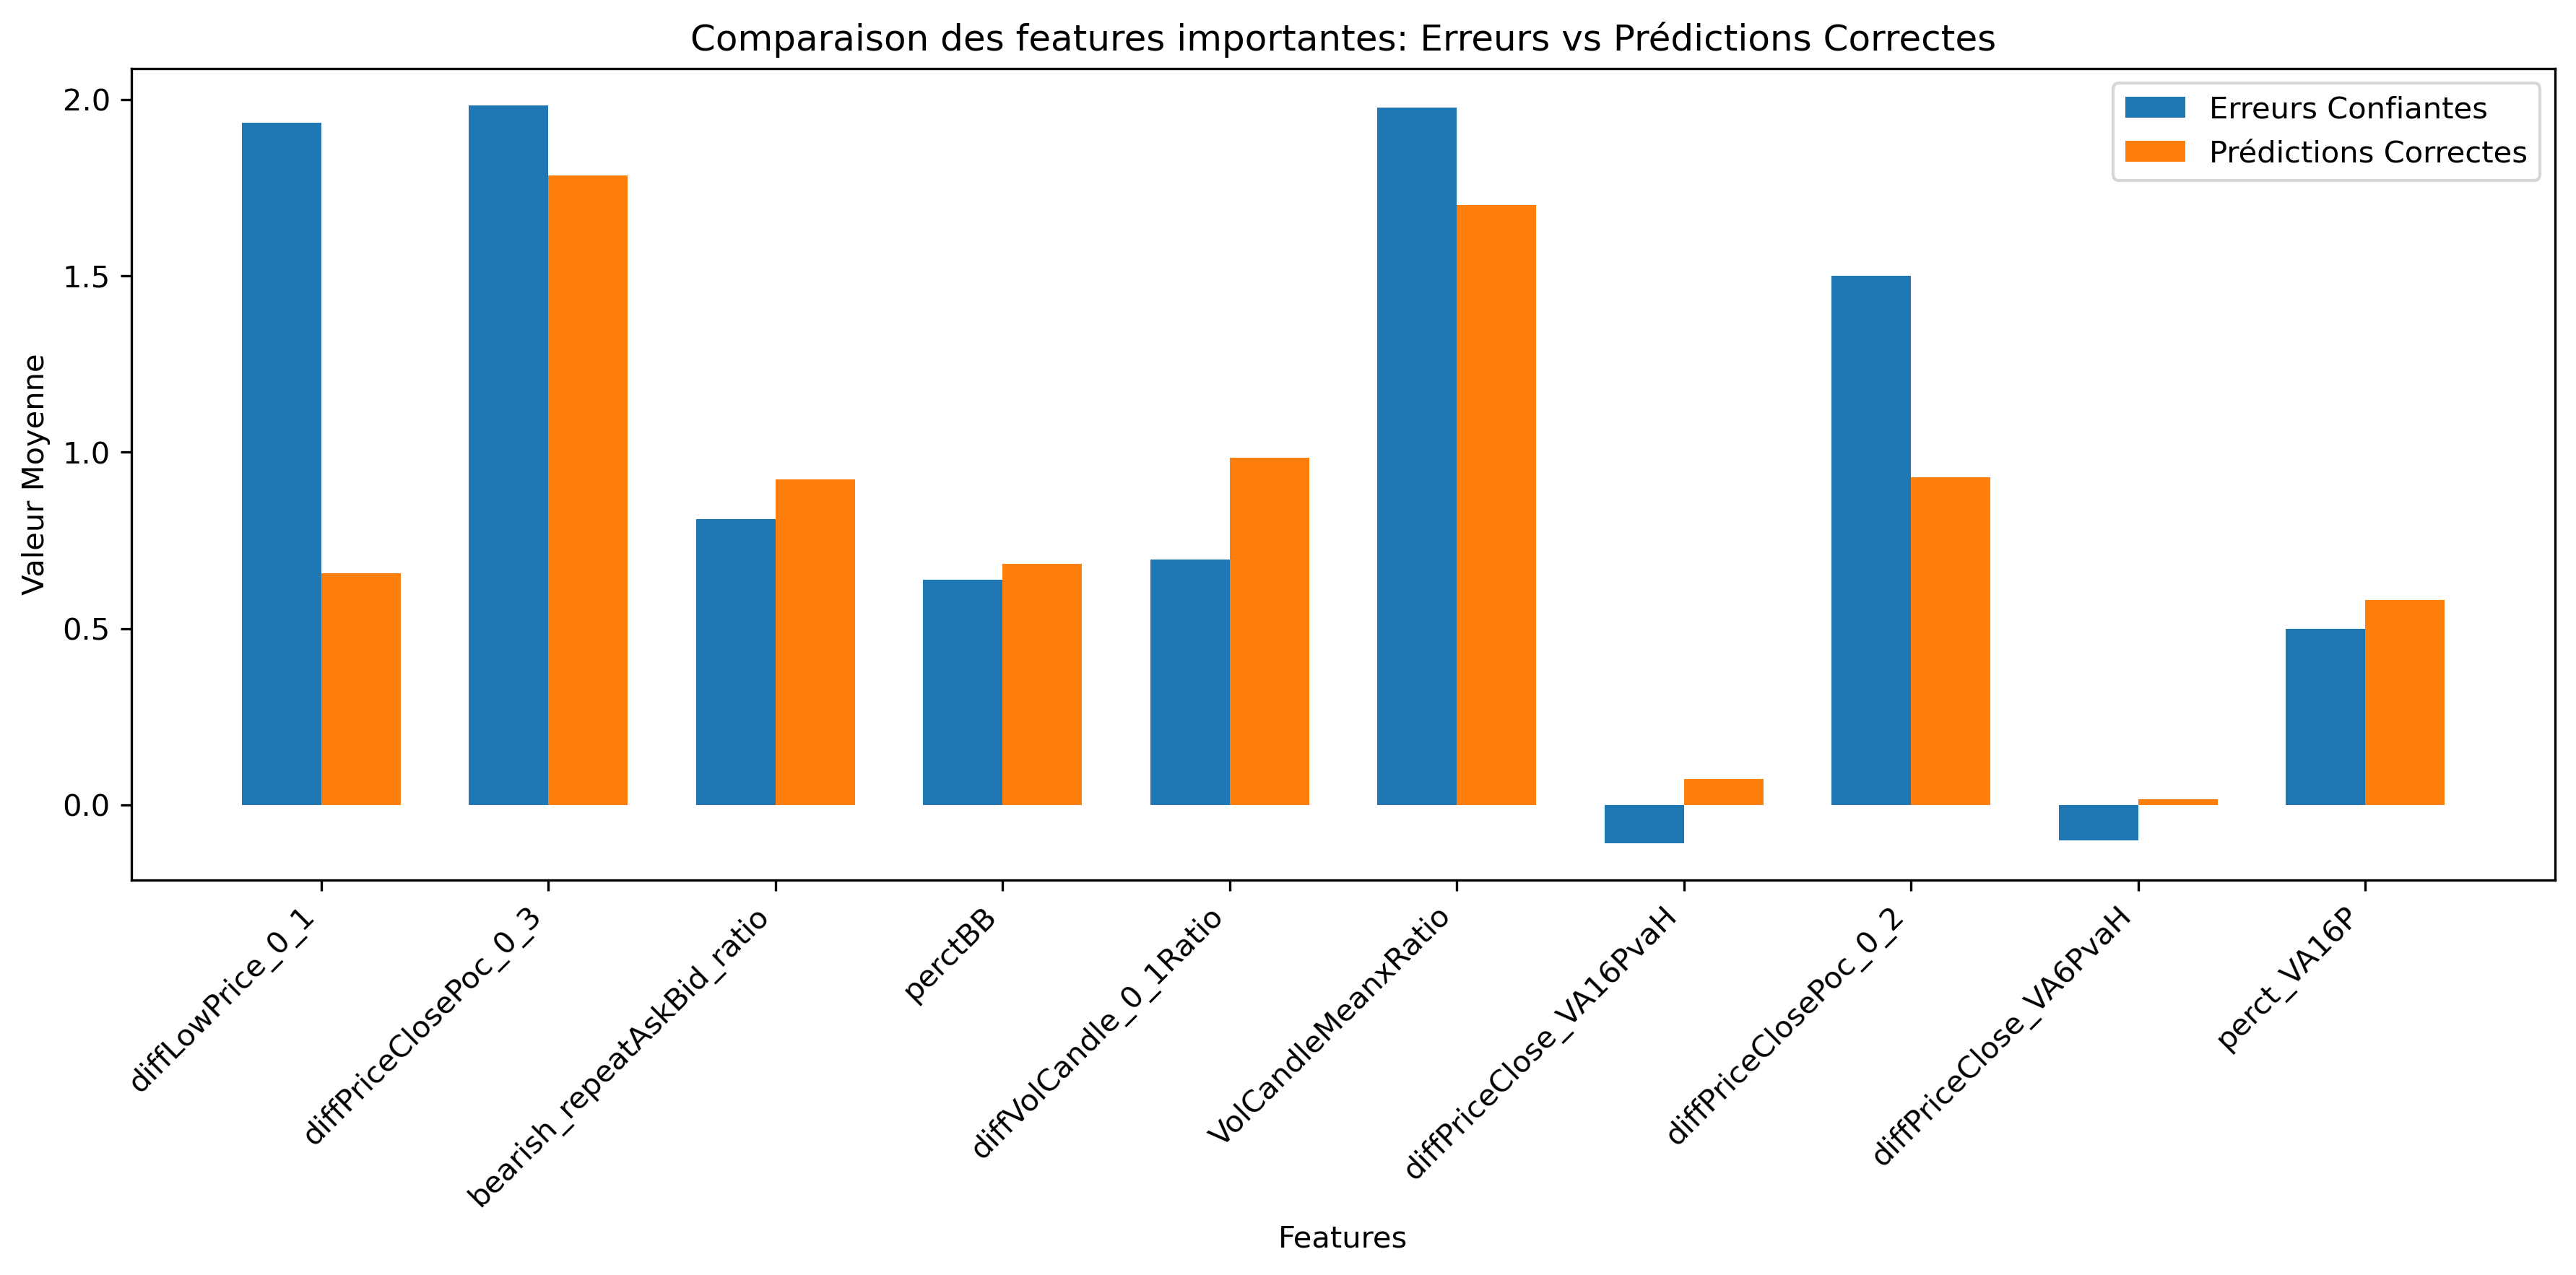 Comparaison des features importantes: Erreurs vs Prédictions Correctes
Erreurs Confiantes
Prédictions Correctes
Valeur Moyenne
2.0
1.5
1.0
0.5
0.0
diffLowPrice_0_1
diffPriceClosePoc_0_3
bearish_repeatAskBid_ratio
perctBB
diffVolCandle_0_1Ratio
VolCandleMeanxRatio
diffPriceClose_VA16PvaH
diffPriceClosePoc_0_2
diffPriceClose_VA6PvaH
perct_VA16P
Features